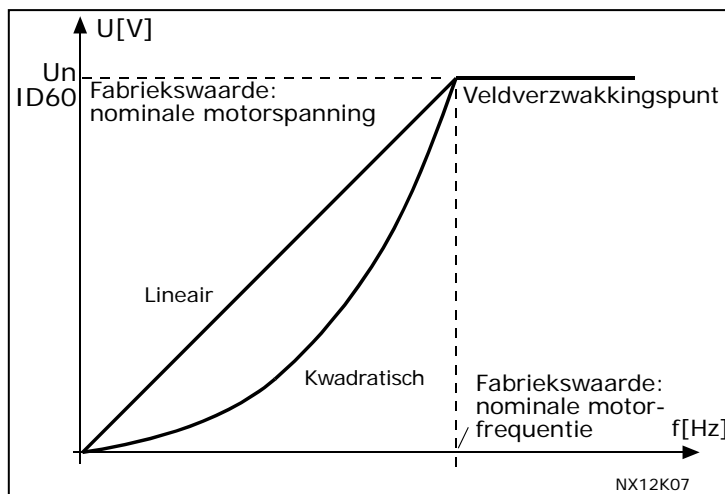 U[V]
Un
ID60
Fabriekswaarde:
nominale motorspanning
Veldverzwakkingspunt
Lineair
Kwadratisch
Fabriekswaarde:
nominale motor-
frequentie
f[Hz]
NX12K07